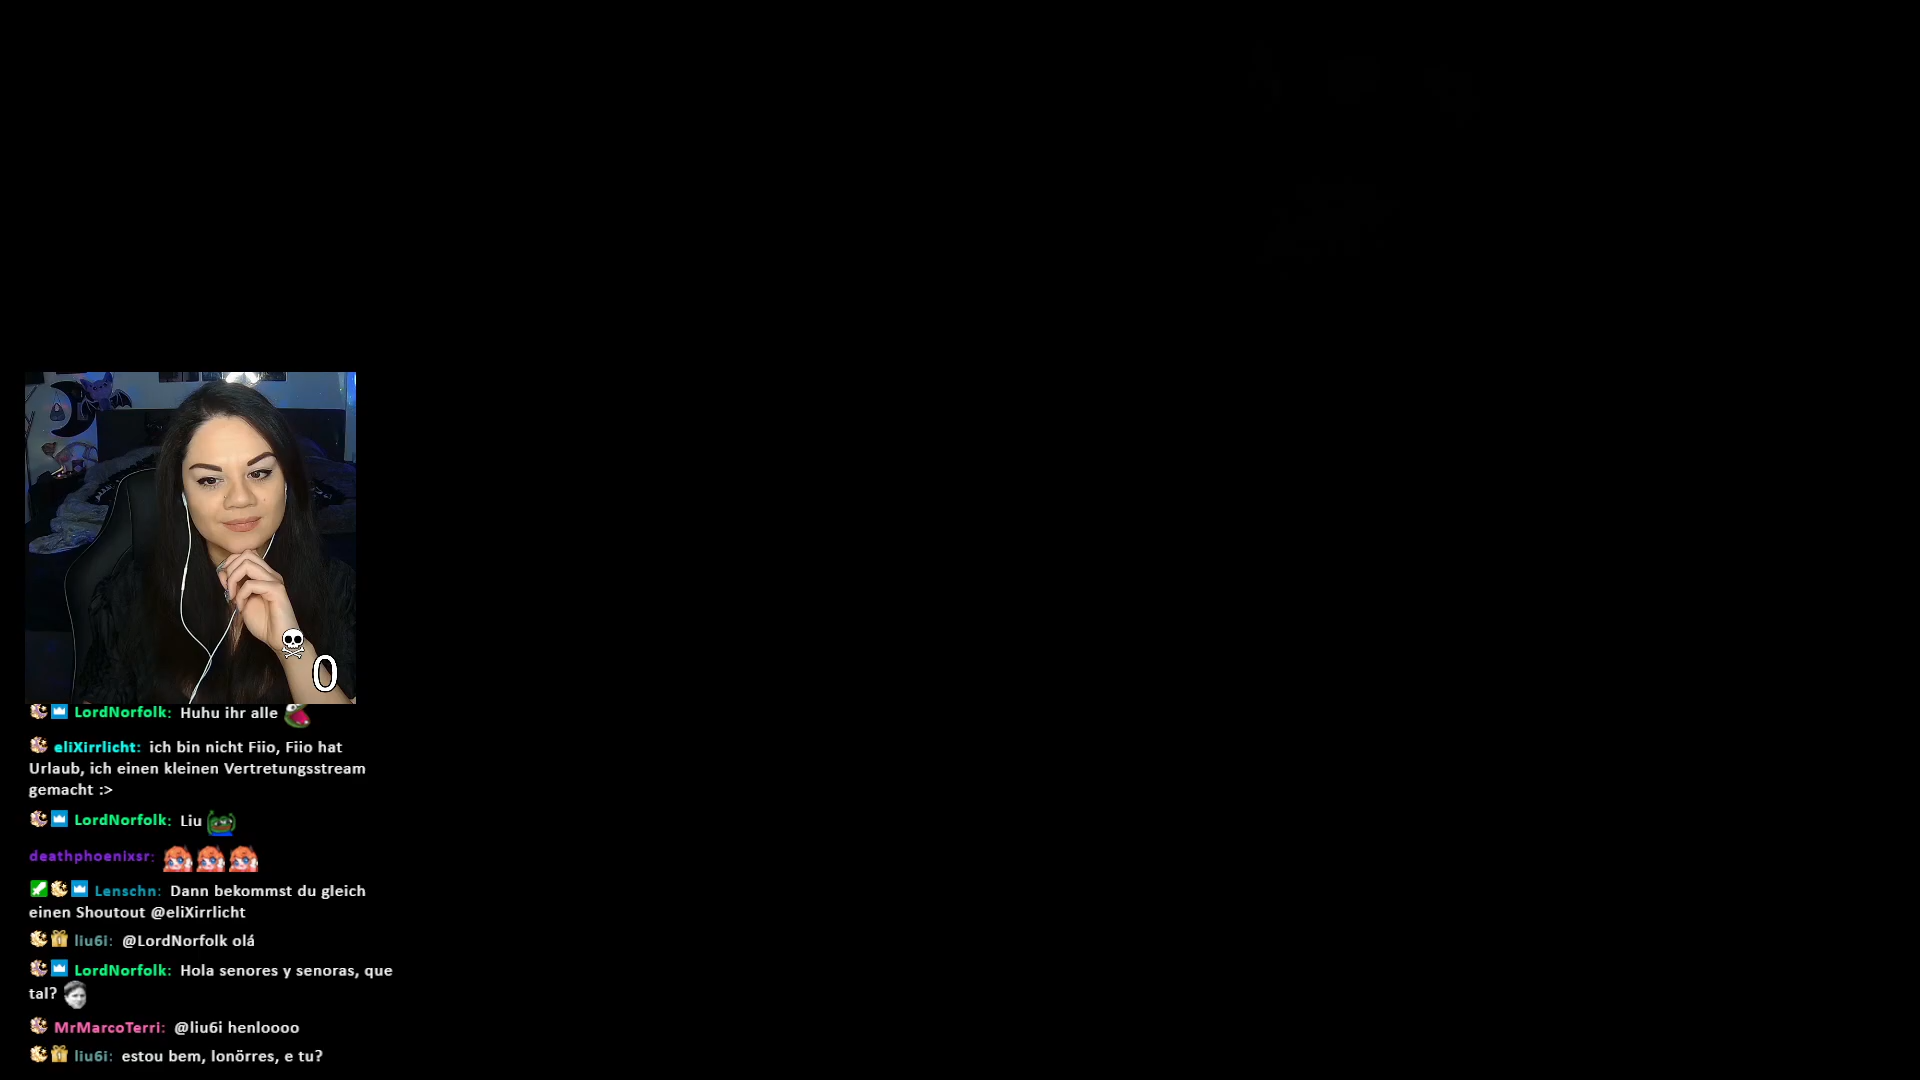 0
LordNorfolk: Huhu ihr alle
eliXirrlicht: ich bin nicht Fiio, Fiio hat
Urlaub, ich einen kleinen Vertretungsstream
gemacht :>
LordNorfolk: Liu
deathphoenixsr:
Lenschn: Dann bekommst du gleich
einen Shoutout @eliXirrlicht
liu6i: @LordNorfolk olá
LordNorfolk: Hola senores y senoras, que
tal?
MrMarcoTerri: @liu6i henloooo
liu6i: estou bem, lonörres, e tu?